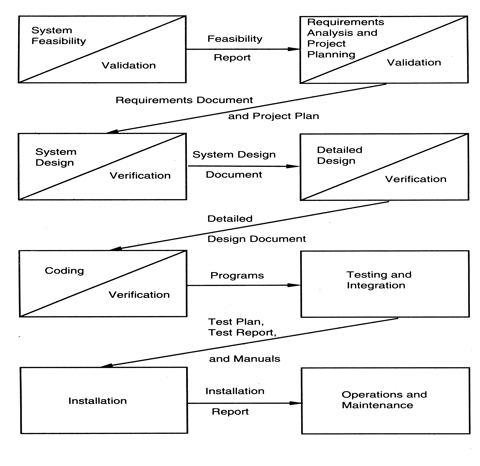 System
Feasibility
Validation
Feasibility
Report
Requirements
Analysis and
Project
Planning
Validation
Requirements Document
and Project Plan
System
Design
Verification
System Design
Document
Detailed
Design
Verification
Detailed
Design Document
Coding
Verification
Programs
Testing and
Integration
Test Plan,
Test Report,
and Manuals
Installation
Installation
Report
Operations and
Maintenance